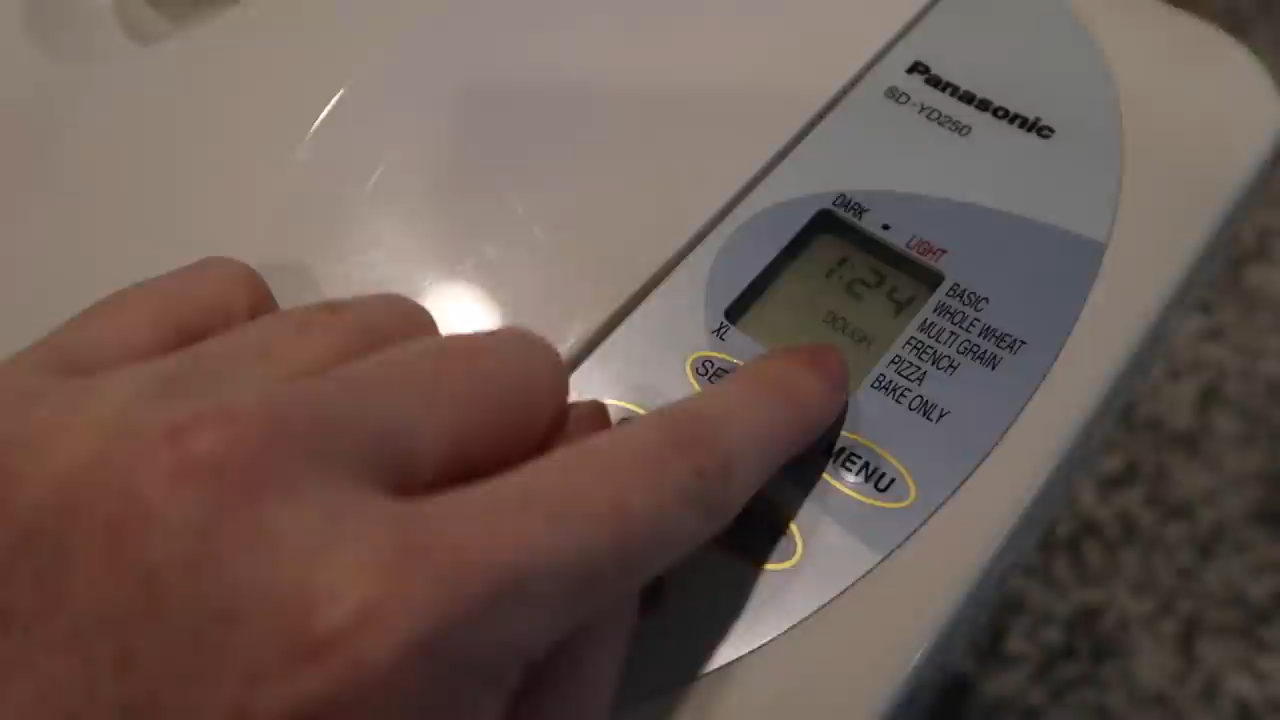 Panasonic
SD-YD250
DARK
LIGHT
1:24
DOUGH
BASIC
WHOLE WHEAT
MULTI GRAIN
FRENCH
PIZZA
BAKE ONLY
XL
MENU